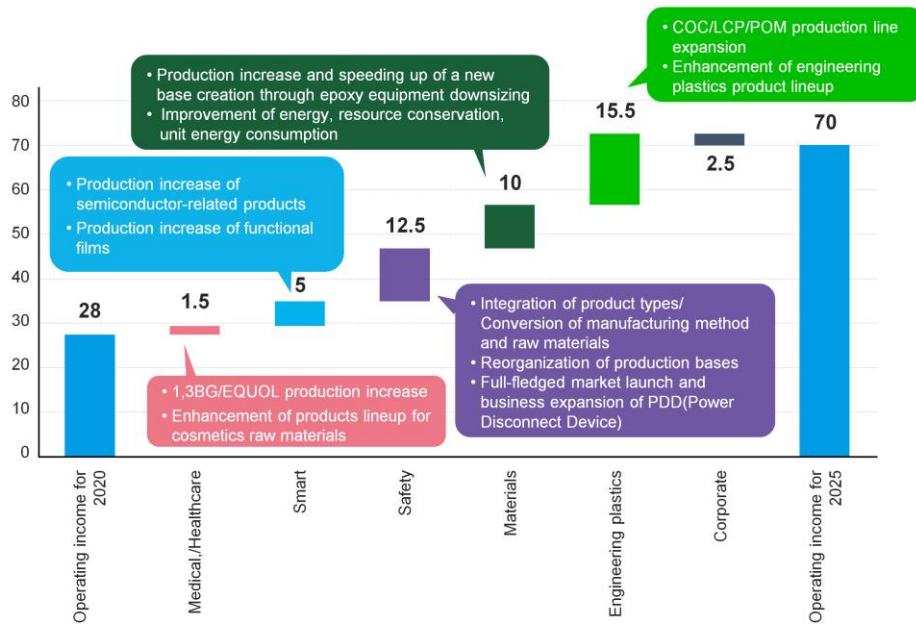 • COC/LCP/POM production line
expansion
• Enhancement of engineering
plastics product lineup
• Production increase and speeding up of a new
base creation through epoxy equipment downsizing
• Improvement of energy, resource conservation,
unit energy consumption
• Production increase of
semiconductor-related products
• Production increase of functional
films
80
70
60
50
40
30
20
10
0
28
1.5
5
12.5
10
15.5
2.5
70
• 1,3BG/EQUOL production increase
• Enhancement of products lineup for
cosmetics raw materials
• Integration of product types/
Conversion of manufacturing method
and raw materials
• Reorganization of production bases
• Full-fledged market launch and
business expansion of PDD(Power
Disconnect Device)
Operating income for
2020
Medical,/Healthcare
Smart
Safety
Materials
Engineering plastics
Corporate
Operating income for
2025